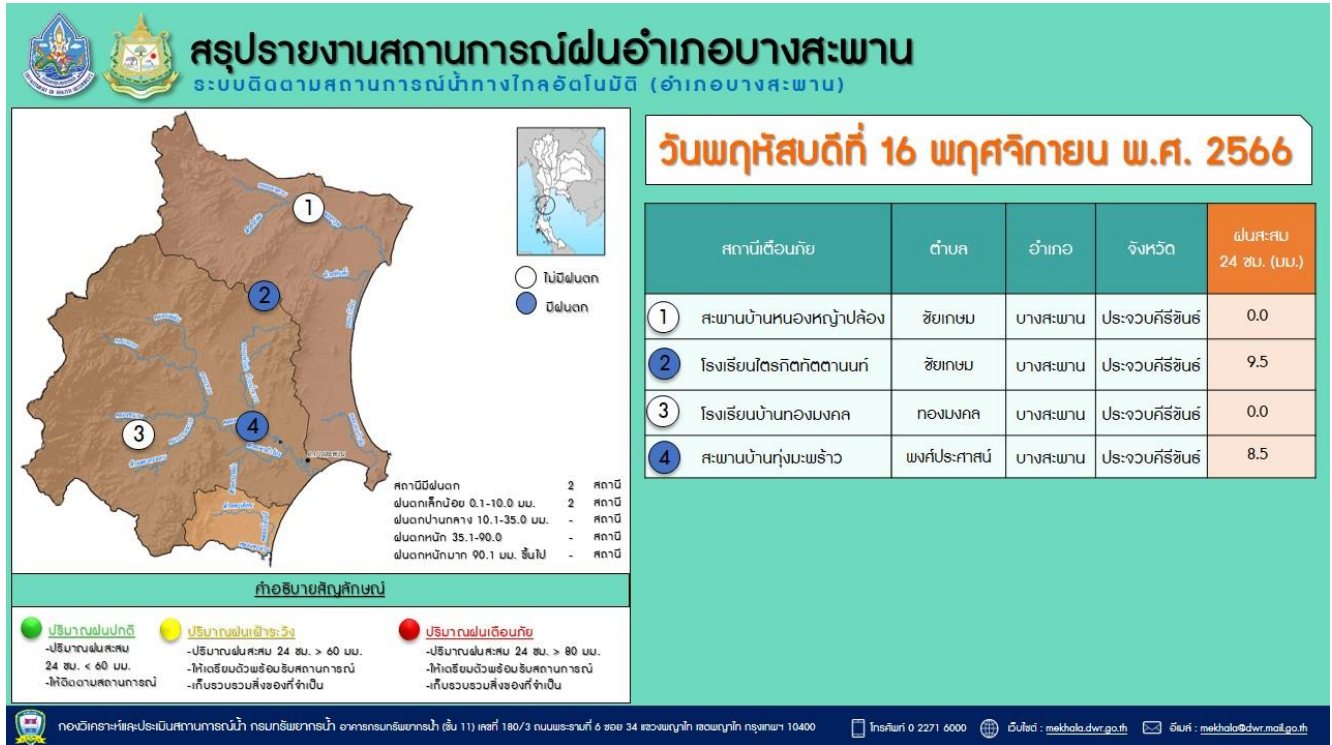 สรุปรายงานสถานการณ์ฝนอำเภอบางสะพาน
ระบบติดตามสถานการณ์น้ำทางไกลอัตโนมัติ (อำเภอบางสะพาน)
วันพฤหัสบดีที่ 16 พฤศจิกายน พ.ศ. 2566
1
2
3
4
ไม่มีฝนตก
มีฝนตก
สถานีมีฝนตก 2 สถานี
ฝนตกเล็กน้อย 0.1-10.0 มม. 2 สถานี
ฝนตกปานกลาง 10.1-35.0 มม. - สถานี
ฝนตกหนัก 35.1-90.0 - สถานี
ฝนตกหนักมาก 90.1 มม. ขึ้นไป - สถานี
สถานีเตือนภัย ตำบล อำเภอ จังหวัด ฝนสะสม
24 ชม. (มม.)
1 สะพานบ้านหนองหญ้าปล้อง ชัยเกษม บางสะพาน ประจวบคีรีขันธ์ 0.0
2 โรงเรียนไตรกิตทัตตานนท์ ชัยเกษม บางสะพาน ประจวบคีรีขันธ์ 9.5
3 โรงเรียนบ้านทองมงคล ทองมงคล บางสะพาน ประจวบคีรีขันธ์ 0.0
4 สะพานบ้านทุ่งมะพร้าว พงศ์ประศาสน์ บางสะพาน ประจวบคีรีขันธ์ 8.5
คำอธิบายสัญลักษณ์
ปริมาณฝนปกติ
-ปริมาณฝนสะสม
24 ชม. < 60 มม.
-ให้ติดตามสถานการณ์
ปริมาณฝนเฝ้าระวัง
-ปริมาณฝนสะสม 24 ชม. > 60 มม.
-ให้เตรียมตัวพร้อมรับสถานการณ์
-เก็บรวบรวมสิ่งของที่จำเป็น
ปริมาณฝนเตือนภัย
-ปริมาณฝนสะสม 24 ชม. > 80 มม.
-ให้เตรียมตัวพร้อมรับสถานการณ์
-เก็บรวบรวมสิ่งของที่จำเป็น
กองวิเคราะห์และประเมินสถานการณ์น้ำ กรมทรัพยากรน้ำ อาคารกรมทรัพยากรน้ำ (ชั้น 11) เลขที่ 180/3 ถนนพระรามที่ 6 ซอย 34 แขวงพญาไท เขตพญาไท กรุงเทพฯ 10400 โทรศัพท์ 0 2271 6000 เว็บไซต์ : mekhala.dwr.go.th อีเมล์ : mekhala@dwr.mail.go.th